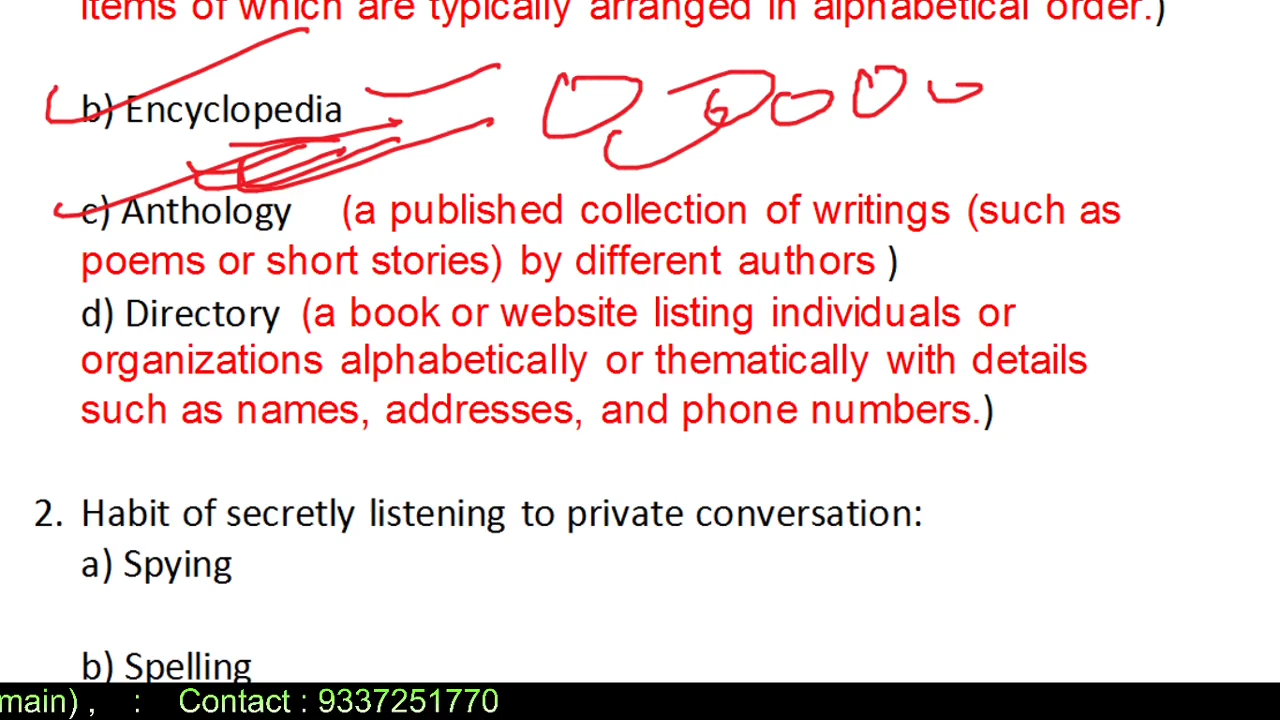 items of which are typically arranged in alphabetical order.)
b) Encyclopedia
c) Anthology (a published collection of writings (such as
poems or short stories) by different authors )
d) Directory (a book or website listing individuals or
organizations alphabetically or thematically with details
such as names, addresses, and phone numbers.)
2. Habit of secretly listening to private conversation:
a) Spying
b) Spelling
main) , : Contact : 9337251770